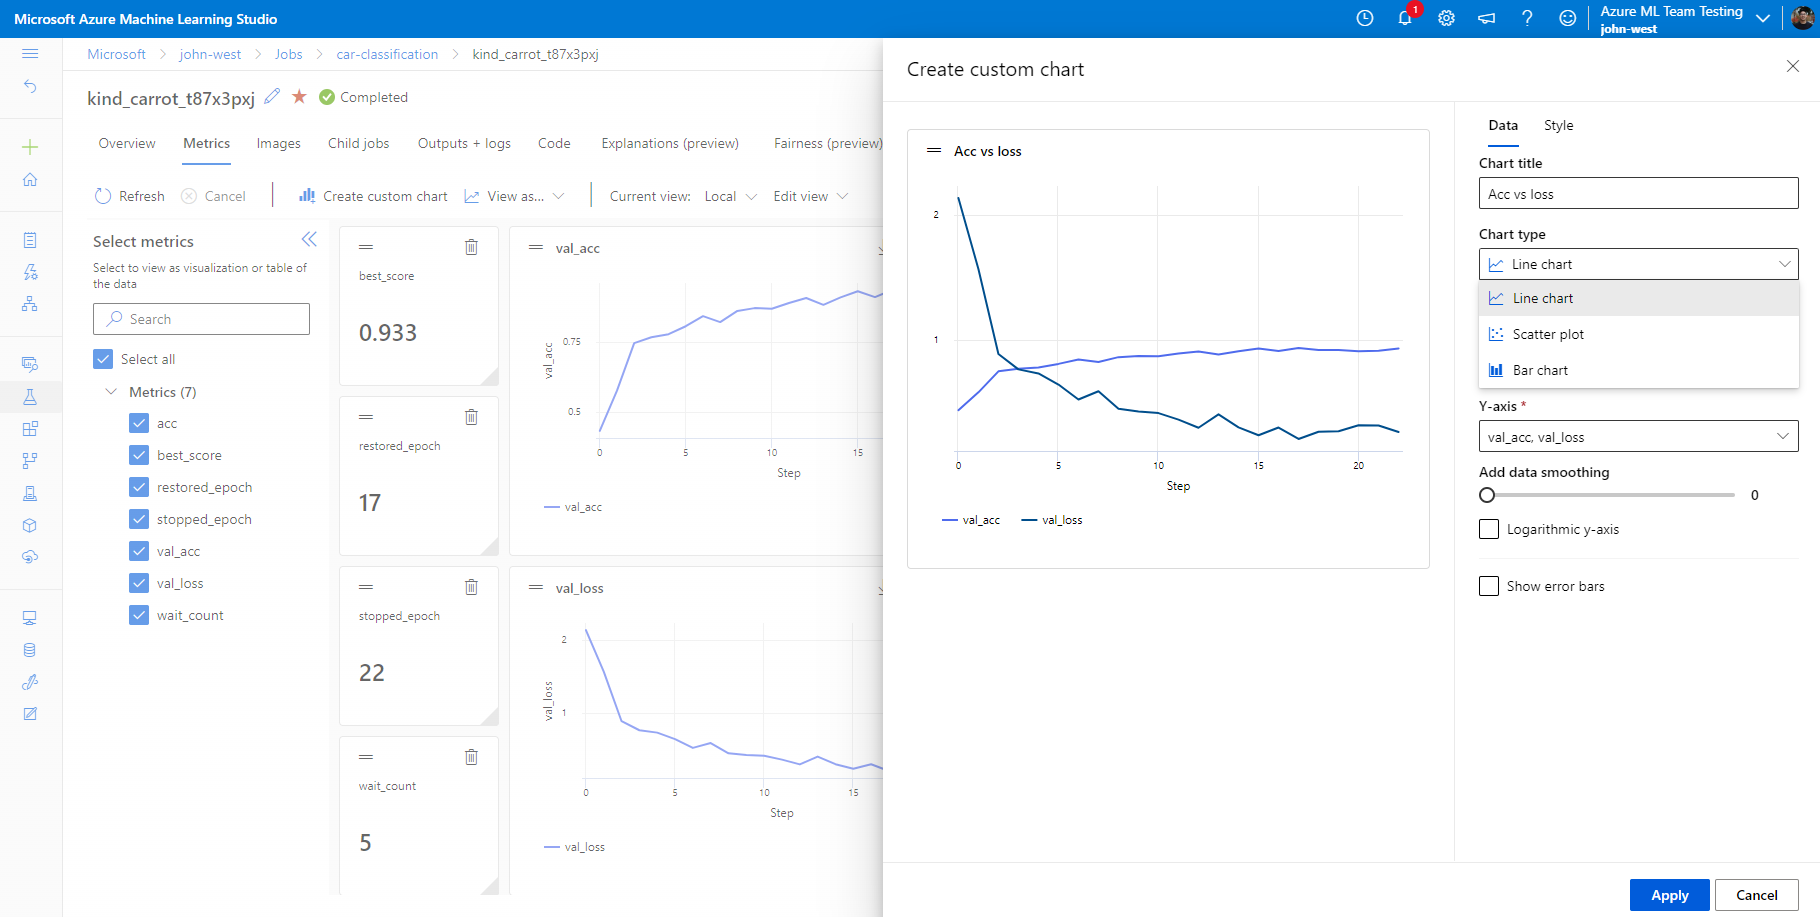 Microsoft Azure Machine Learning Studio
1
Azure ML Team Testing
john-west
Microsoft > john-west > Jobs > car-classification > kind_carrot_t87x3pxj
kind_carrot_t87x3pxj
Completed
Overview Metrics Images Child jobs Outputs + logs Code Explanations (preview) Fairness (preview)
Refresh Cancel Create custom chart View as... Current view: Local Edit view
Select metrics
Select to view as visualization or table of
the data
Search
Select all
Metrics (7)
acc
best_score
restored_epoch
stopped_epoch
val_acc
val_loss
wait_count
best_score
0.933
restored_epoch
17
stopped_epoch
22
wait_count
5
val_acc
0.75
0.5
val_acc
0 5 10 15
Step
val_acc
val_loss
2
1
val_loss
0 5 10 15
Step
val_loss
Create custom chart
Acc vs loss
2
1
0 5 10 15 20
Step
val_acc val_loss
Data Style
Chart title
Acc vs loss
Chart type
Line chart
Line chart
Scatter plot
Bar chart
Y-axis *
val_acc, val_loss
Add data smoothing
0
Logarithmic y-axis
Show error bars
Apply Cancel